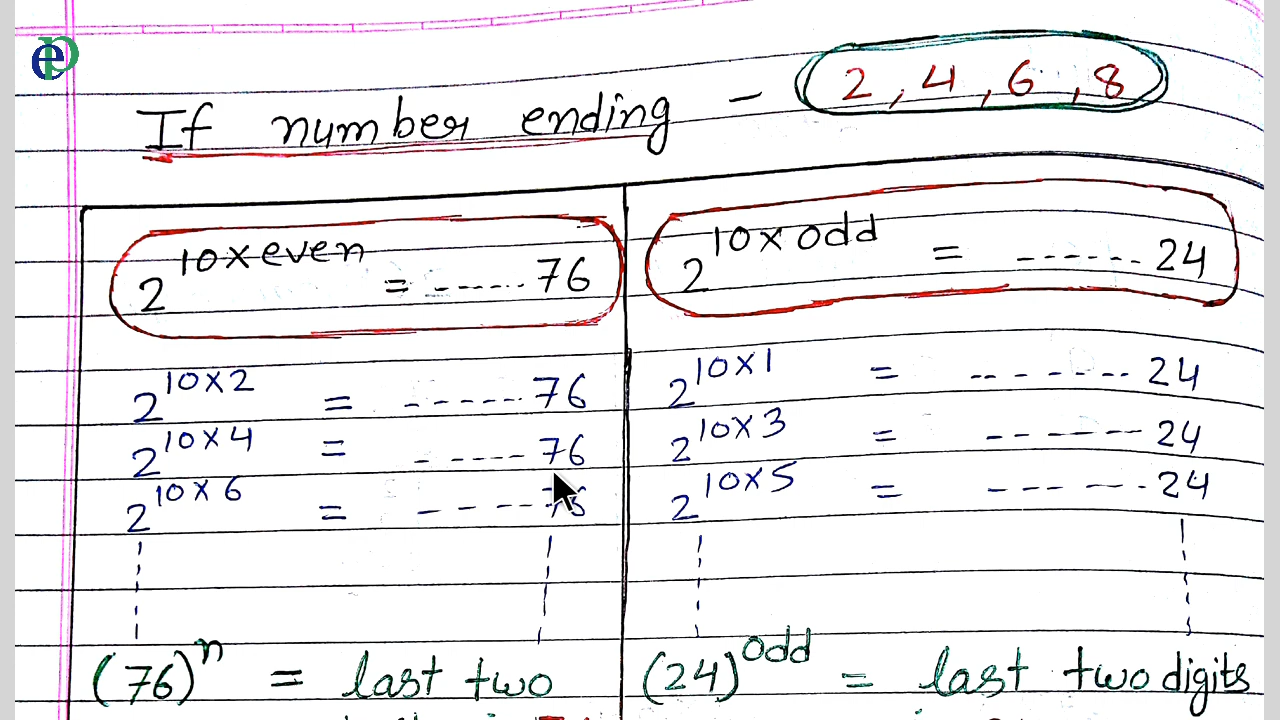 ep
If number ending - 2, 4, 6, 8
2^10×even = ------76
2^10×odd = ------24
2^10×2 = ------76
2^10×4 = -----76
2^10×6 = -----76
2^10×1 = -------24
2^10×3 = ------24
2^10×5 = ------24
(76)^n = last two
(24)^odd = last two digits